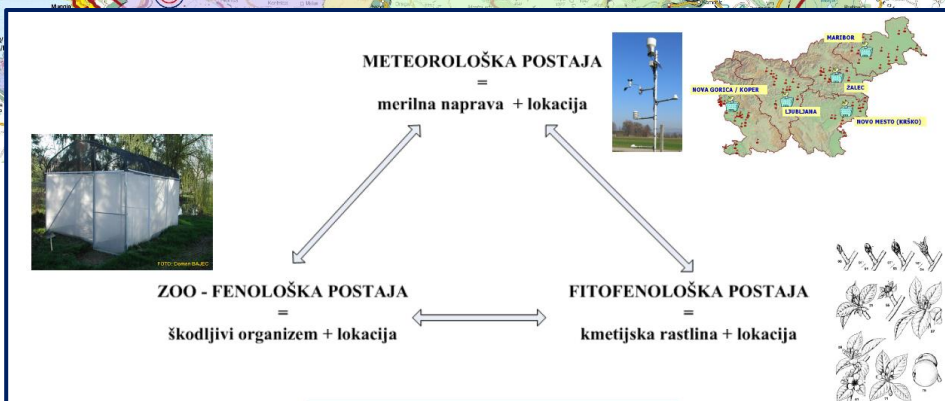 METEOROLOŠKA POSTAJA
=
merilna naprava + lokacija
MARIBOR
NOVA GORICA / KOPER
ŽALEC
LJUBLJANA
NOVO MESTO (KRŠKO)
FOTO: Domen BAJEC
ZOO - FENOLOŠKA POSTAJA
=
škodljivi organizem + lokacija
FITOFENOLOŠKA POSTAJA
=
kmetijska rastlina + lokacija